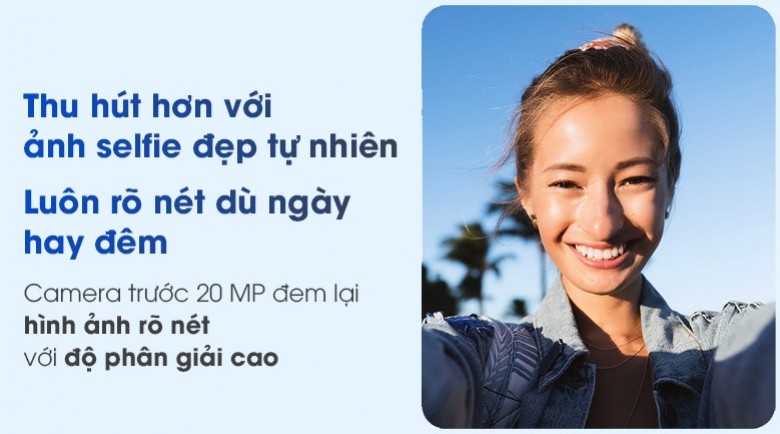 Thu hút hơn với
ảnh selfie đẹp tự nhiên
Luôn rõ nét dù ngày
hay đêm
Camera trước 20 MP đem lại
hình ảnh rõ nét
với độ phân giải cao